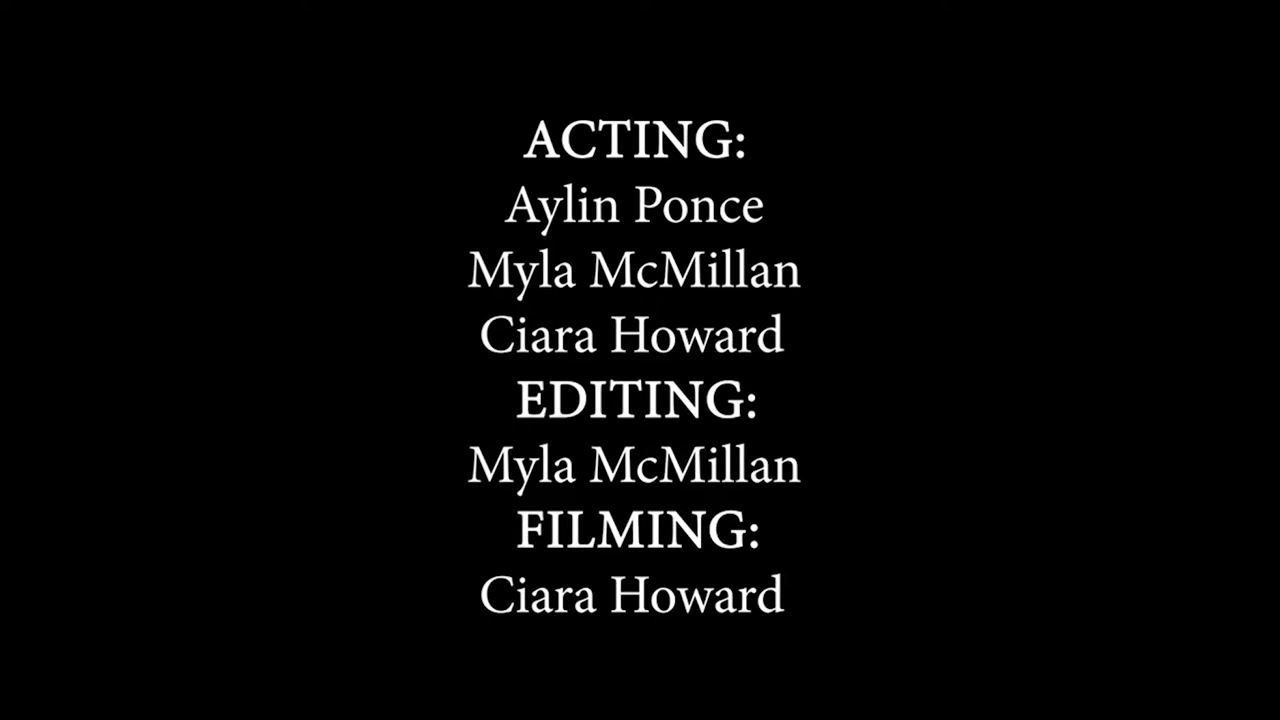 ACTING:
Aylin Ponce
Myla McMillan
Ciara Howard
EDITING:
Myla McMillan
FILMING:
Ciara Howard